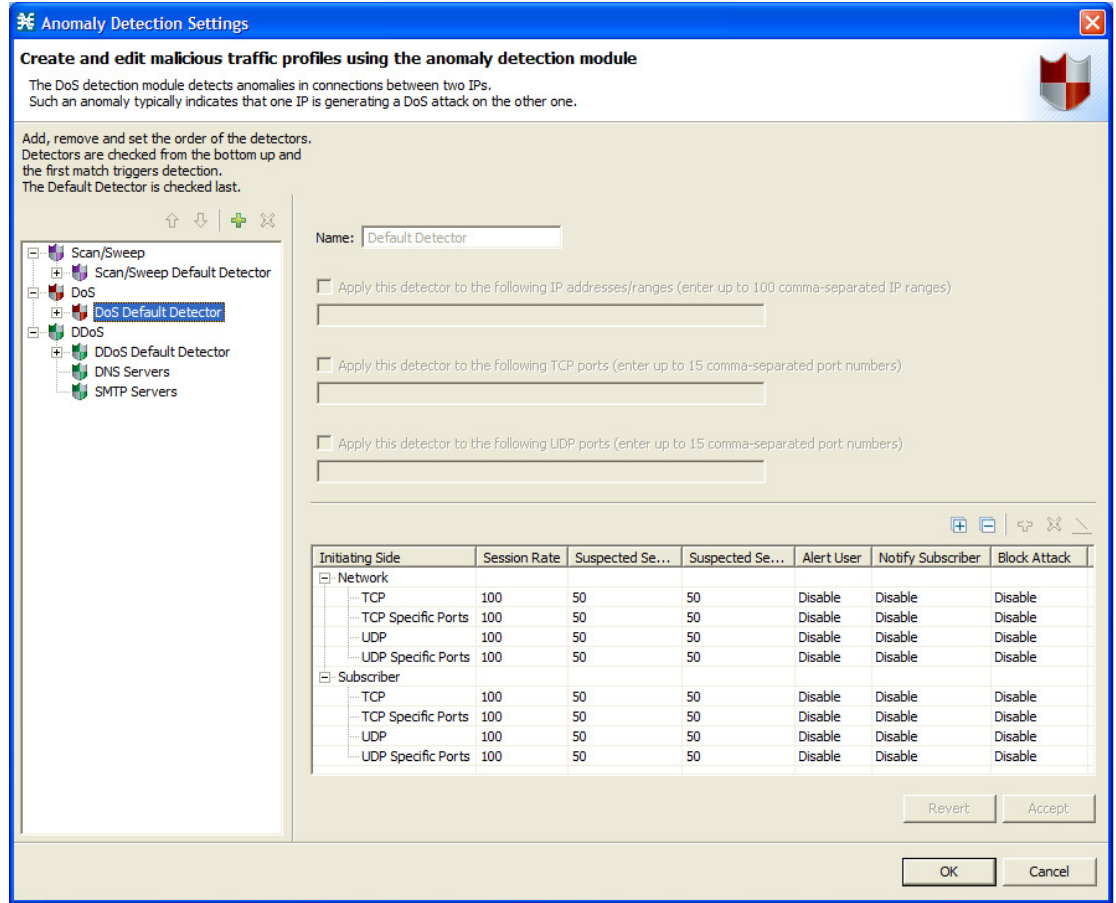 Anomaly Detection Settings
Create and edit malicious traffic profiles using the anomaly detection module
The DoS detection module detects anomalies in connections between two IPs.
Such an anomaly typically indicates that one IP is generating a DoS attack on the other one.
Add, remove and set the order of the detectors.
Detectors are checked from the bottom up and
the first match triggers detection.
The Default Detector is checked last.
Scan/Sweep
Scan/Sweep Default Detector
DoS
DoS Default Detector
DDoS
DDoS Default Detector
DNS Servers
SMTP Servers
Name: Default Detector
Apply this detector to the following IP addresses/ranges (enter up to 100 comma-separated IP ranges)
Apply this detector to the following TCP ports (enter up to 15 comma-separated port numbers)
Apply this detector to the following UDP ports (enter up to 15 comma-separated port numbers)
Initiating Side Session Rate Suspected Se... Suspected Se... Alert User Notify Subscriber Block Attack
Network
TCP 100 50 50 Disable Disable Disable
TCP Specific Ports 100 50 50 Disable Disable Disable
UDP 100 50 50 Disable Disable Disable
UDP Specific Ports 100 50 50 Disable Disable Disable
Subscriber
TCP 100 50 50 Disable Disable Disable
TCP Specific Ports 100 50 50 Disable Disable Disable
UDP 100 50 50 Disable Disable Disable
UDP Specific Ports 100 50 50 Disable Disable Disable
Revert Accept
OK Cancel